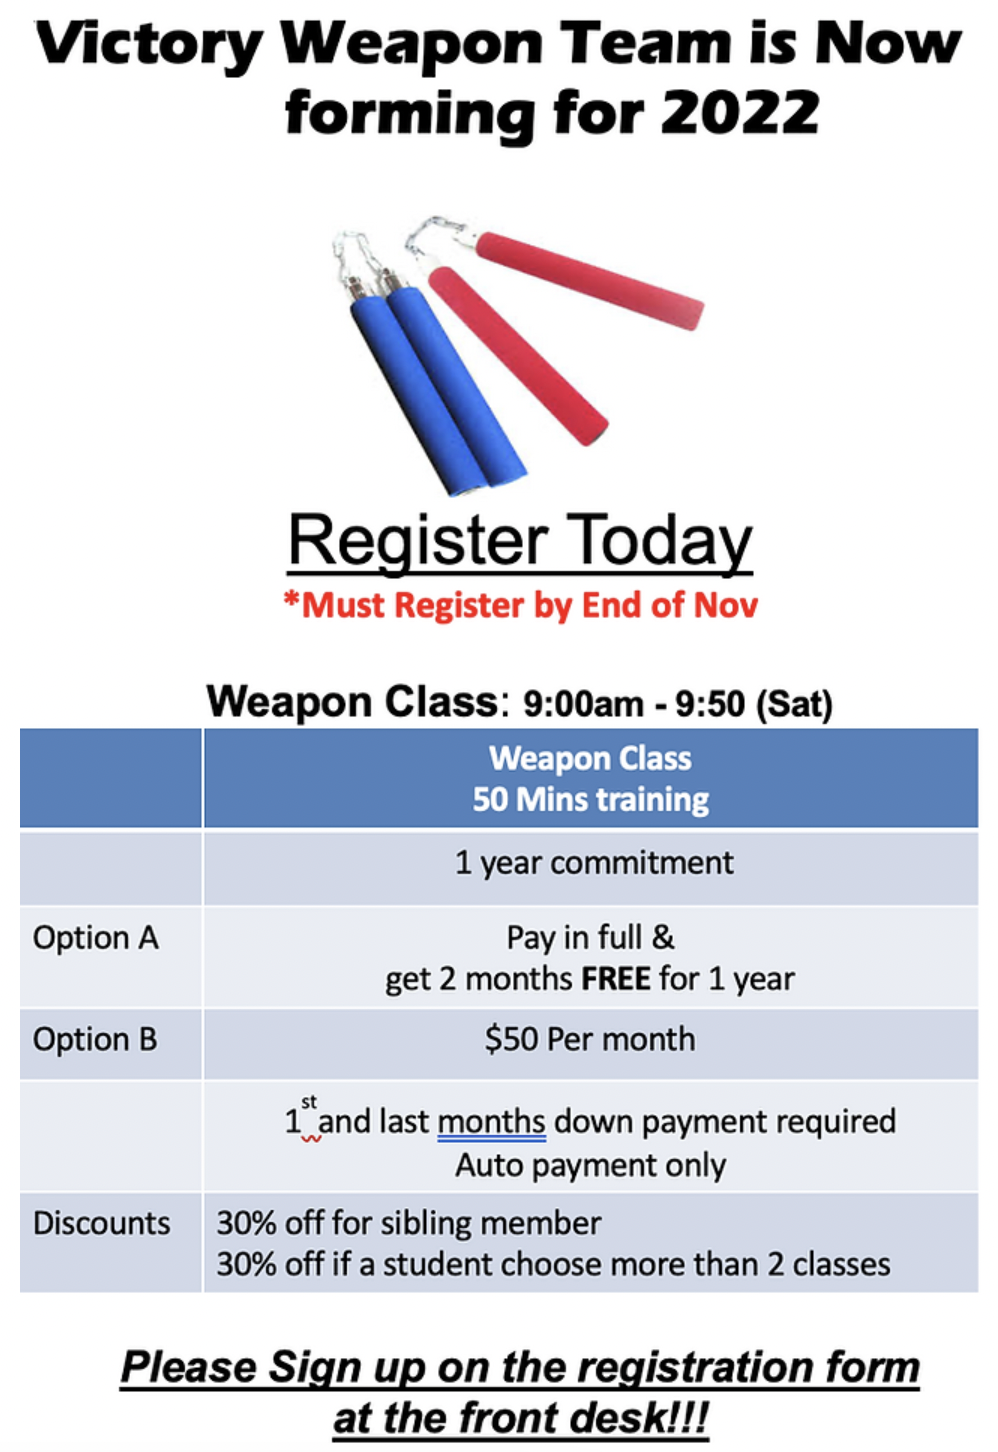 Victory Weapon Team is Now
forming for 2022
Register Today
*Must Register by End of Nov
Weapon Class: 9:00am - 9:50 (Sat)
Weapon Class
50 Mins training
1 year commitment
Option A
Pay in full &
get 2 months FREE for 1 year
Option B
$50 Per month
1st and last months down payment required
Auto payment only
Discounts
30% off for sibling member
30% off if a student choose more than 2 classes
Please Sign up on the registration form
at the front desk!!!